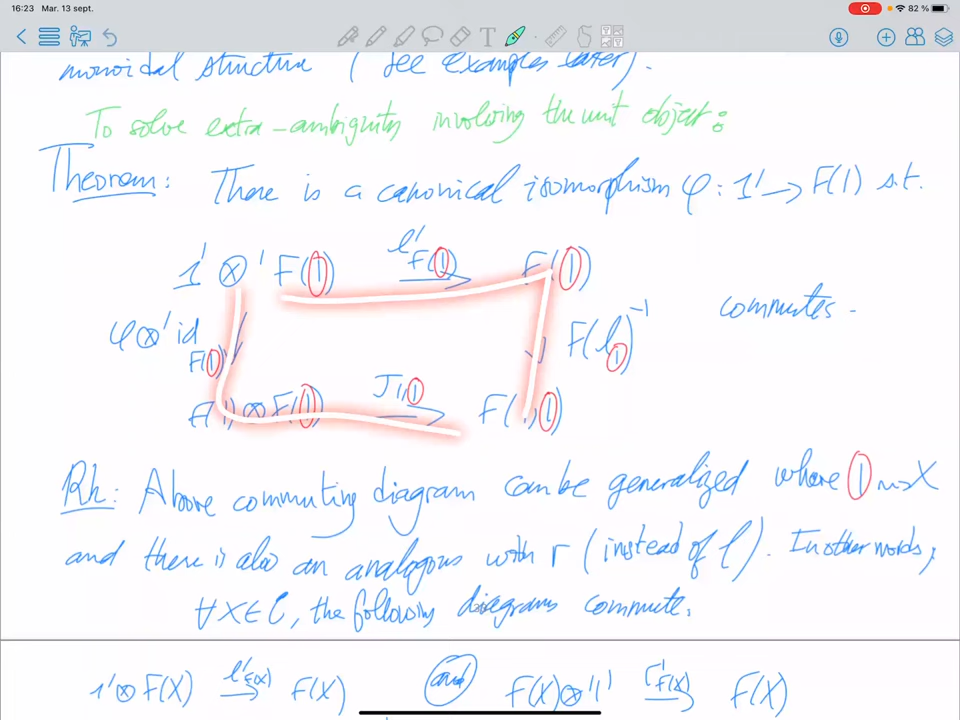 16:23 Mar. 13 sept.
82 %
monoidal structure (see examples later).
To solve extra-ambiguity involving the unit object:
Theorem: There is a canonical isomorphism φ : 1' → F(1) s.t.
1' ⊗' F(1) l'F(1) → F(1)
φ ⊗' id F(1) F(l1)⁻¹ commutes.
F(1) ⊗ F(1) J1,1 → F(1 1)
Rk: Above commuting diagram can be generalized where 1 ⇝ X
and there is also an analogous with r (instead of l). In other words,
∀ X ∈ C, the following diagrams commute.
1' ⊗ F(X) l'F(X) → F(X) and F(X) ⊗' 1' r'F(X) → F(X)